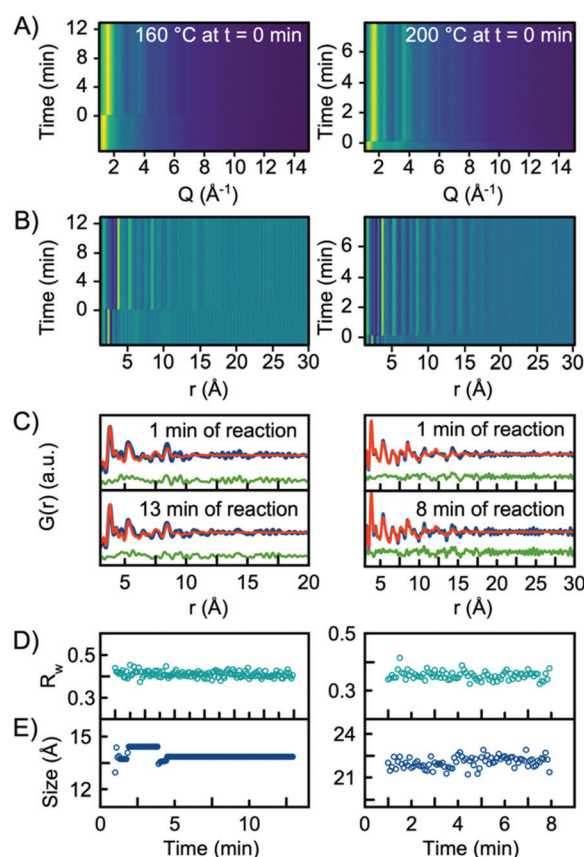 A)
160 °C at t = 0 min
200 °C at t = 0 min
Time (min)
12
8
4
0
Time (min)
6
4
2
0
2 4 6 8 10 12 14
Q (Å⁻¹)
2 4 6 8 10 12 14
Q (Å⁻¹)
B)
Time (min)
12
8
4
0
Time (min)
6
4
2
0
5 10 15 20 25 30
r (Å)
5 10 15 20 25 30
r (Å)
C)
G(r) (a.u.)
1 min of reaction
13 min of reaction
1 min of reaction
8 min of reaction
5 10 15 20
r (Å)
5 10 15 20 25 30
r (Å)
D)
R_w
0.5
0.3
0.5
0.3
E)
Size (Å)
15
12
24
21
0 5 10
Time (min)
0 2 4 6 8
Time (min)